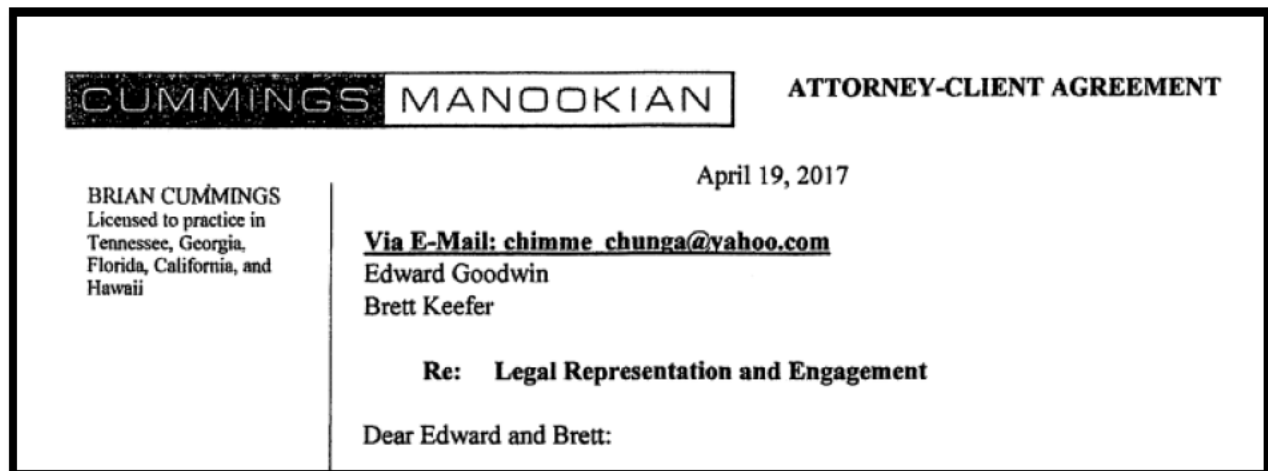 CUMMINGS MANOOKIAN
ATTORNEY-CLIENT AGREEMENT
April 19, 2017
BRIAN CUMMINGS
Licensed to practice in
Tennessee, Georgia,
Florida, California, and
Hawaii
Via E-Mail: chimme_chunga@yahoo.com
Edward Goodwin
Brett Keefer
Re: Legal Representation and Engagement
Dear Edward and Brett: